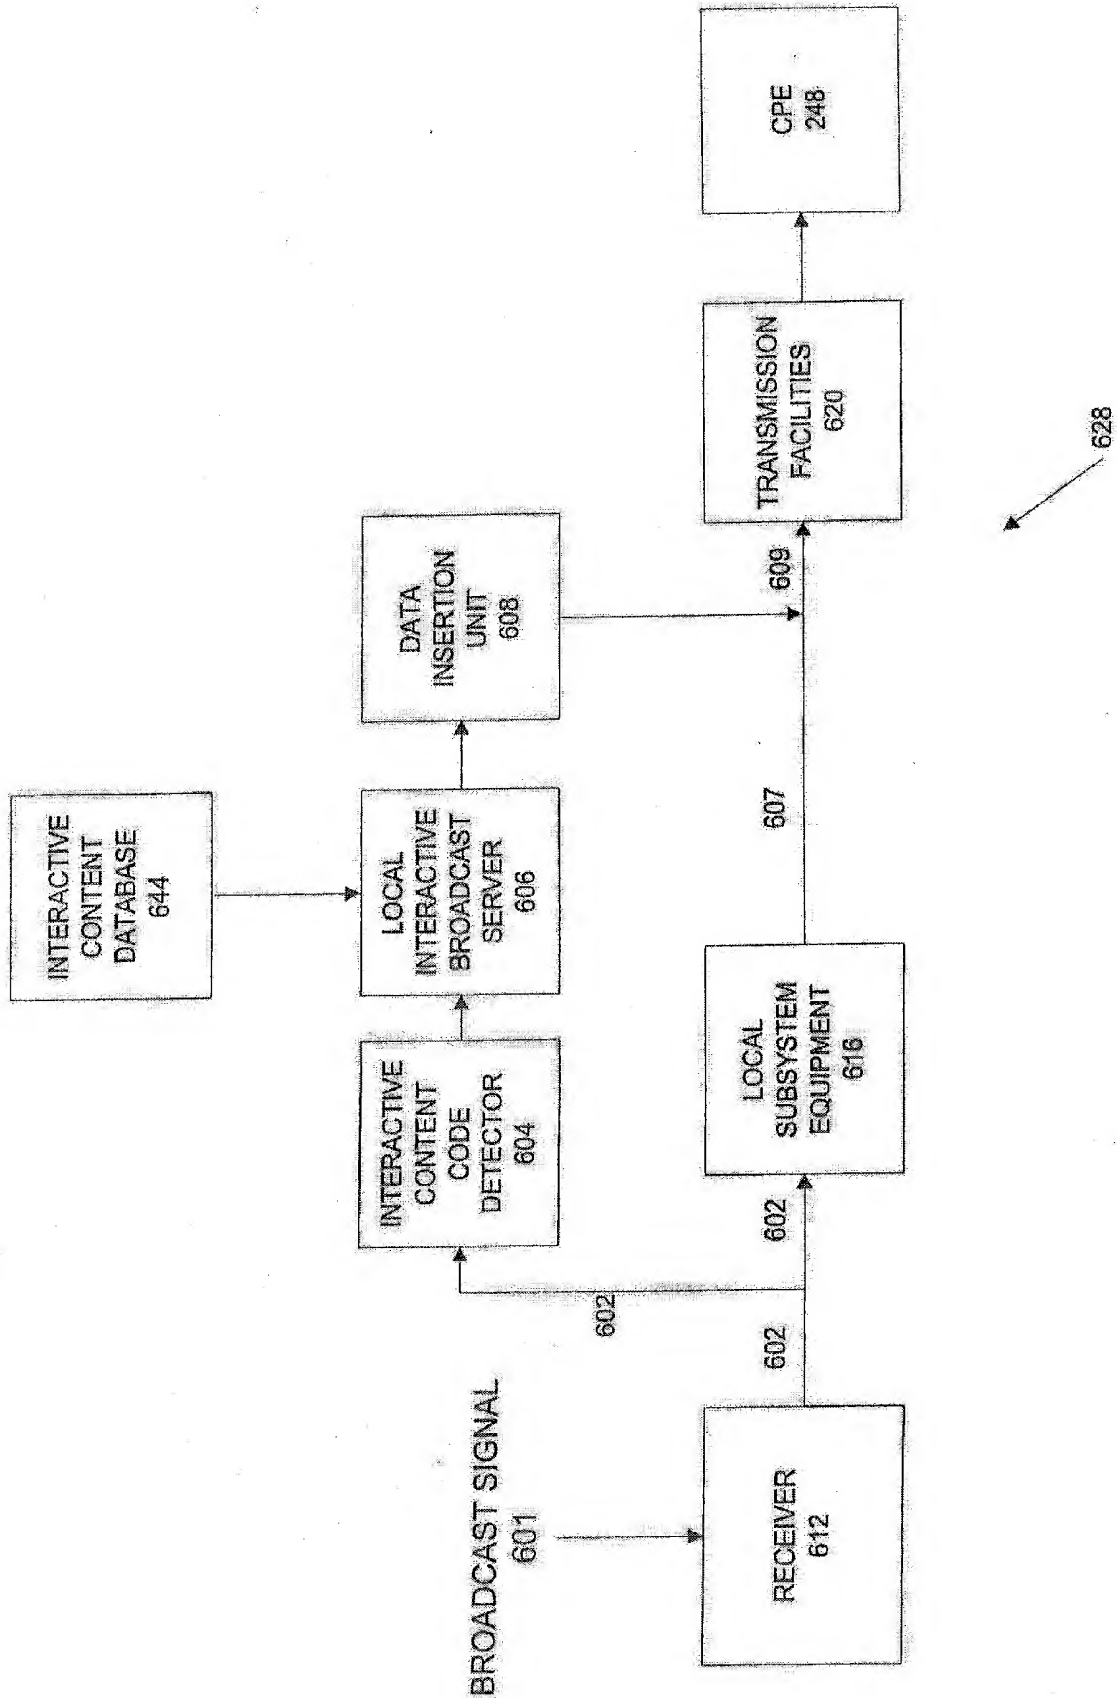 INTERACTIVE
CONTENT
DATABASE
644
INTERACTIVE
CONTENT
CODE
DETECTOR
604
LOCAL
INTERACTIVE
BROADCAST
SERVER
606
DATA
INSERTION
UNIT
608
BROADCAST SIGNAL
601
602
RECEIVER
612
602
602
LOCAL
SUBSYSTEM
EQUIPMENT
616
607
609
TRANSMISSION
FACILITIES
620
CPE
248
628